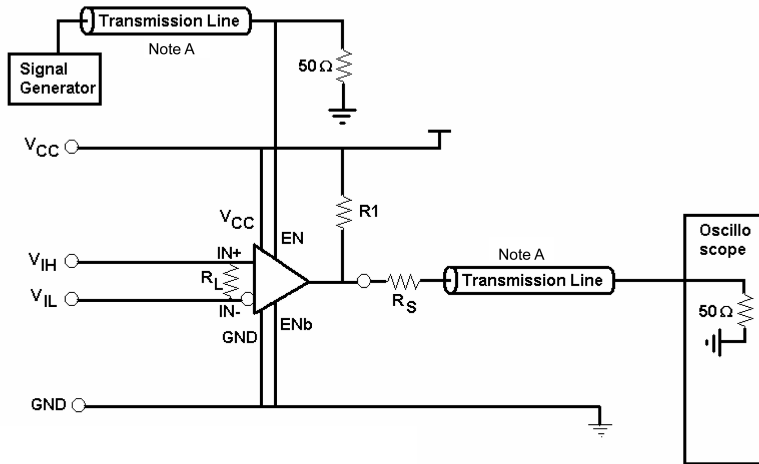 Transmission Line
Note A
Signal
Generator
50 Ω
VCC
VCC
EN
R1
IN+
VIH
RL
VIL
IN-
GND
ENb
RS
Note A
Transmission Line
Oscillo
scope
50 Ω
GND